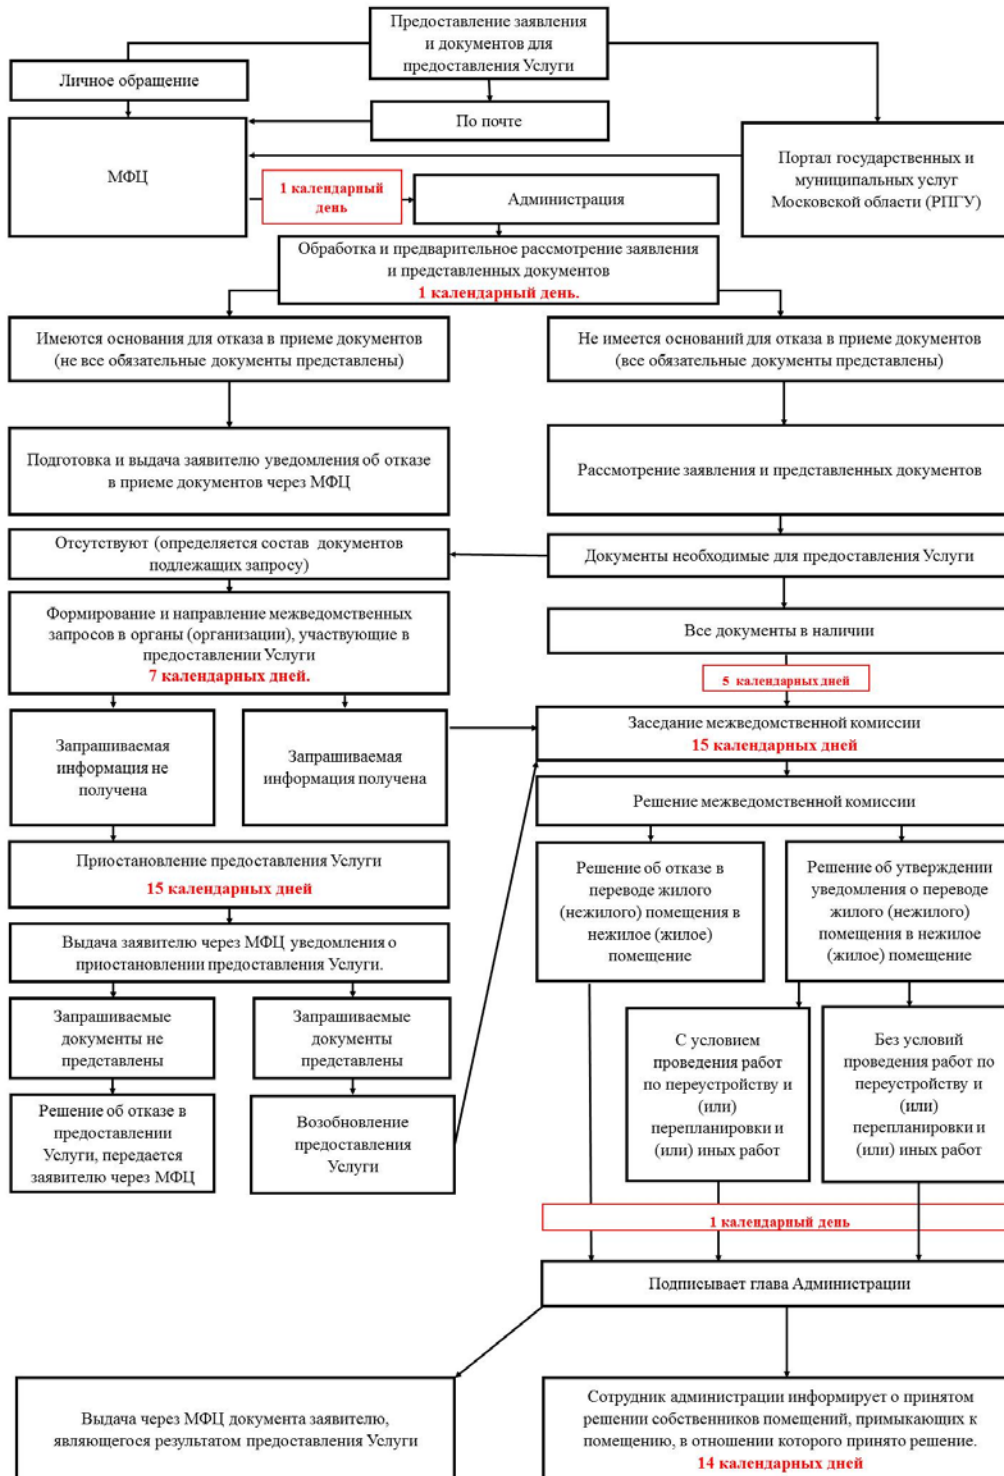 Предоставление заявления
и документов для
предоставления Услуги
Личное обращение
По почте
МФЦ
Портал государственных и
муниципальных услуг
Московской области (РПГУ)
1 календарный
день
Администрация
Обработка и предварительное рассмотрение заявления
и представленных документов
1 календарный день.
Имеются основания для отказа в приеме документов
(не все обязательные документы представлены)
Не имеется оснований для отказа в приеме документов
(все обязательные документы представлены)
Подготовка и выдача заявителю уведомления об отказе
в приеме документов через МФЦ
Рассмотрение заявления и представленных документов
Отсутствуют (определяется состав документов
подлежащих запросу)
Документы необходимые для предоставления Услуги
Формирование и направление межведомственных
запросов в органы (организации), участвующие в
предоставлении Услуги
7 календарных дней.
Все документы в наличии
5 календарных дней
Запрашиваемая
информация не
получена
Запрашиваемая
информация получена
Заседание межведомственной комиссии
15 календарных дней
Решение межведомственной комиссии
Приостановление предоставления Услуги
15 календарных дней
Решение об отказе в
переводе жилого
(нежилого) помещения в
нежилое (жилое)
помещение
Решение об утверждении
уведомления о переводе
жилого (нежилого)
помещения в нежилое
(жилое) помещение
Выдача заявителю через МФЦ уведомления о
приостановлении предоставления Услуги.
Запрашиваемые
документы не
представлены
Запрашиваемые
документы
представлены
С условием
проведения работ
по переустройству и
(или)
перепланировки и
(или) иных работ
Без условий
проведения работ по
переустройству и
(или)
перепланировки и
(или) иных работ
Решение об отказе в
предоставлении
Услуги, передается
заявителю через МФЦ
Возобновление
предоставления
Услуги
1 календарный день
Подписывает глава Администрации
Выдача через МФЦ документа заявителю,
являющегося результатом предоставления Услуги
Сотрудник администрации информирует о принятом
решении собственников помещений, примыкающих к
помещению, в отношении которого принято решение.
14 календарных дней